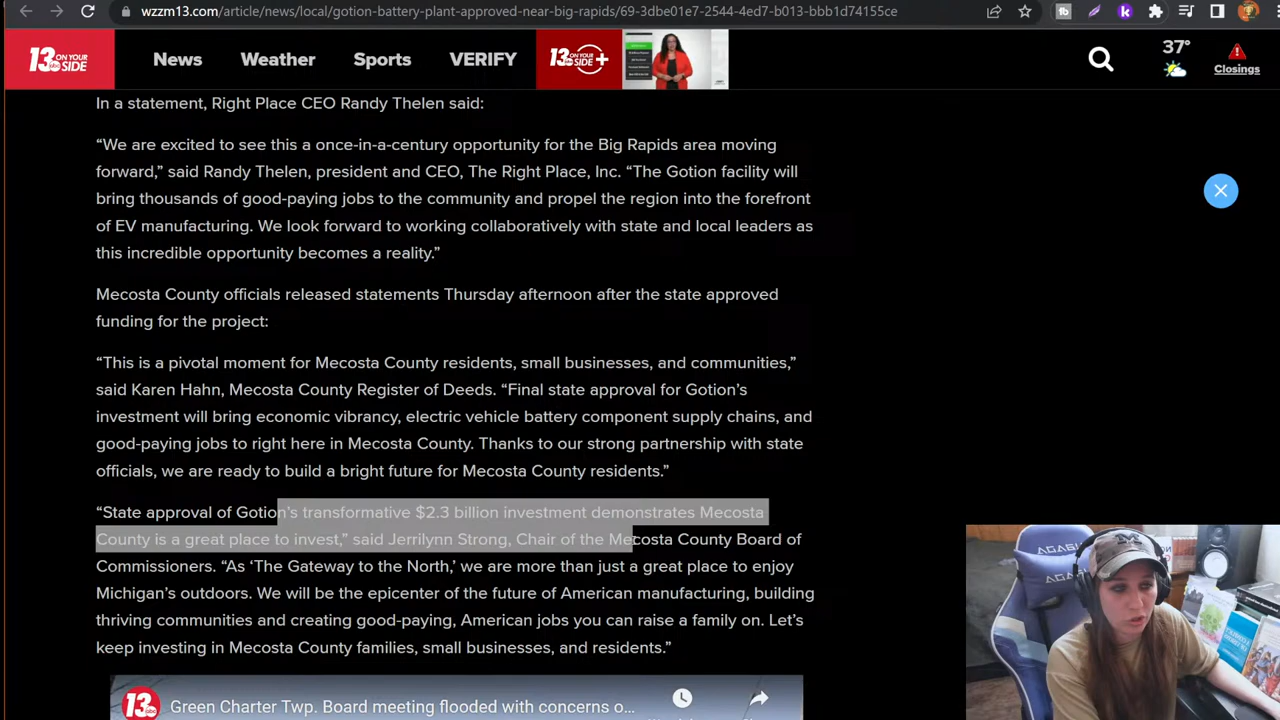 wzzm13.com/article/news/local/gotion-battery-plant-approved-near-big-rapids/69-3dbe01e7-2544-4ed7-b013-bbb1d74155ce
13 ON YOUR SIDE News Weather Sports VERIFY 13 ON YOUR SIDE + 37° Closings
In a statement, Right Place CEO Randy Thelen said:
“We are excited to see this a once-in-a-century opportunity for the Big Rapids area moving
forward,” said Randy Thelen, president and CEO, The Right Place, Inc. “The Gotion facility will
bring thousands of good-paying jobs to the community and propel the region into the forefront
of EV manufacturing. We look forward to working collaboratively with state and local leaders as
this incredible opportunity becomes a reality.”
Mecosta County officials released statements Thursday afternoon after the state approved
funding for the project:
“This is a pivotal moment for Mecosta County residents, small businesses, and communities,”
said Karen Hahn, Mecosta County Register of Deeds. “Final state approval for Gotion’s
investment will bring economic vibrancy, electric vehicle battery component supply chains, and
good-paying jobs to right here in Mecosta County. Thanks to our strong partnership with state
officials, we are ready to build a bright future for Mecosta County residents.”
“State approval of Gotion’s transformative $2.3 billion investment demonstrates Mecosta
County is a great place to invest,” said Jerrilynn Strong, Chair of the Mecosta County Board of
Commissioners. “As ‘The Gateway to the North,’ we are more than just a great place to enjoy
Michigan’s outdoors. We will be the epicenter of the future of American manufacturing, building
thriving communities and creating good-paying, American jobs you can raise a family on. Let’s
keep investing in Mecosta County families, small businesses, and residents.”
13 Green Charter Twp. Board meeting flooded with concerns o...